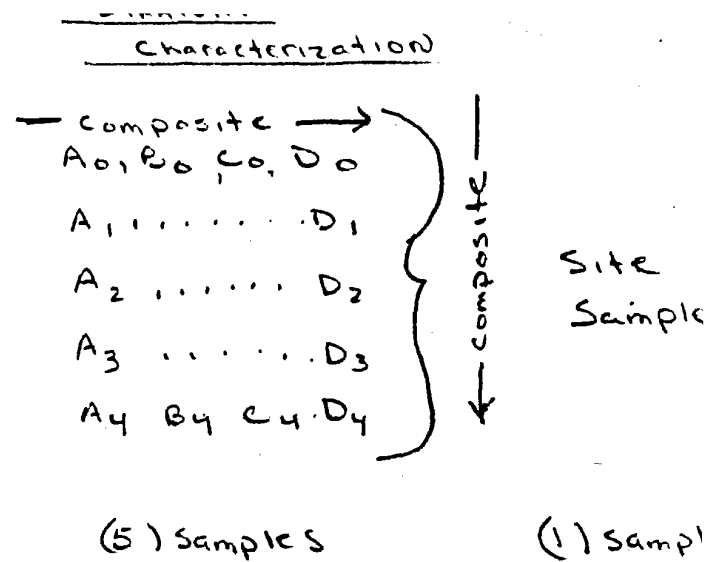 Characterization
— composite →
A0, B0, C0, D0
A1 ........ D1
A2 ...... D2
A3 ...... D3
A4 B4 C4 D4
composite
Site
Sample
(5) Samples
(1) Sampl